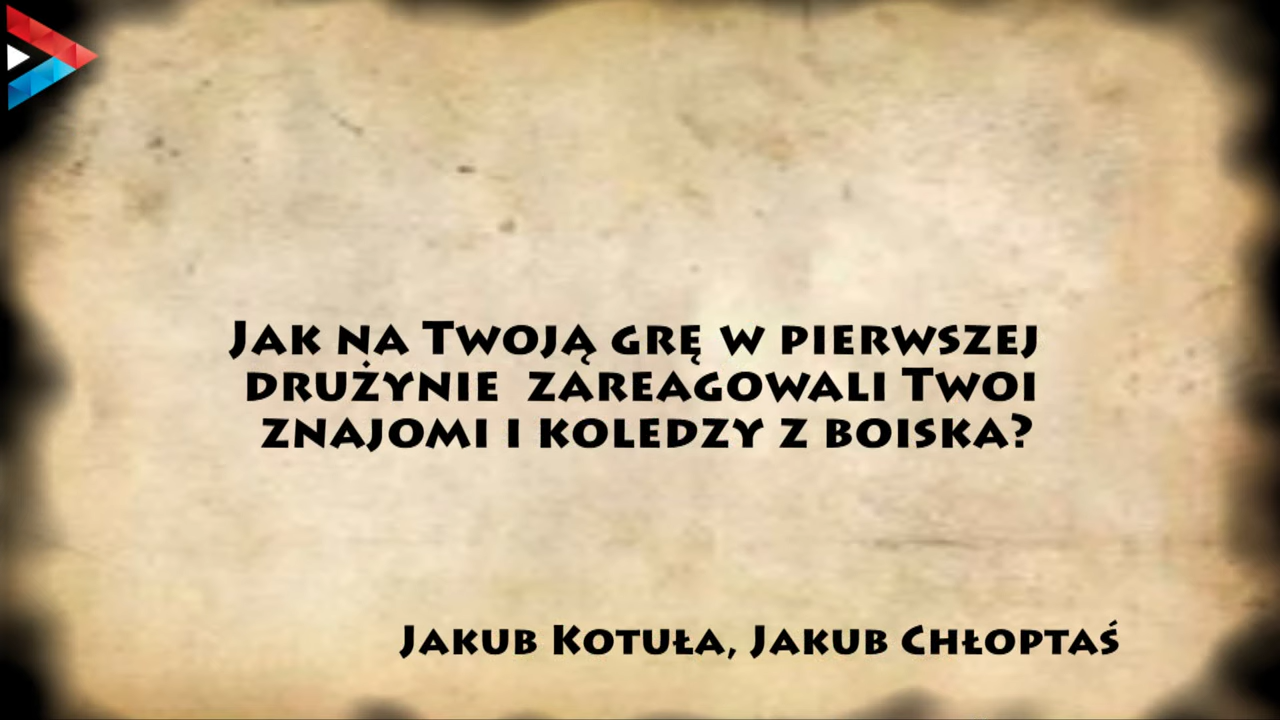 Jak na Twoją grę w pierwszej
drużynie zareagowali Twoi
znajomi i koledzy z boiska?
Jakub Kotuła, Jakub Chłoptaś